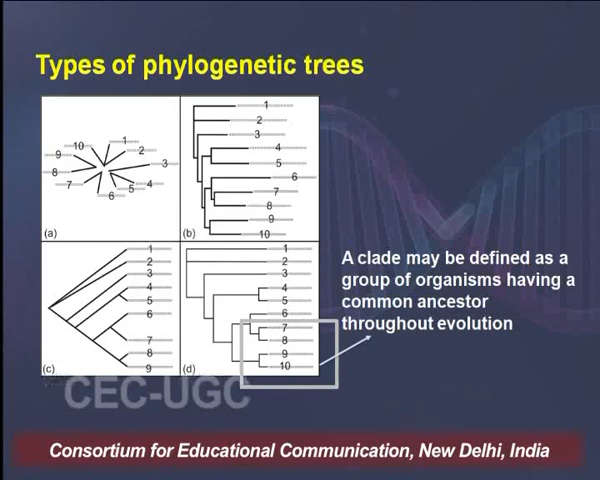 Types of phylogenetic trees
10 1
9 2
3
8
7 5 4
6
(a)
1
2
3
4
5
6
7
8
9
(b) 10
1
2
3
4
5
6
7
8
(c) 9
1
2
3
4
5
6
7
8
9
(d) 10
A clade may be defined as a
group of organisms having a
common ancestor
throughout evolution
CEC-UGC
Consortium for Educational Communication, New Delhi, India